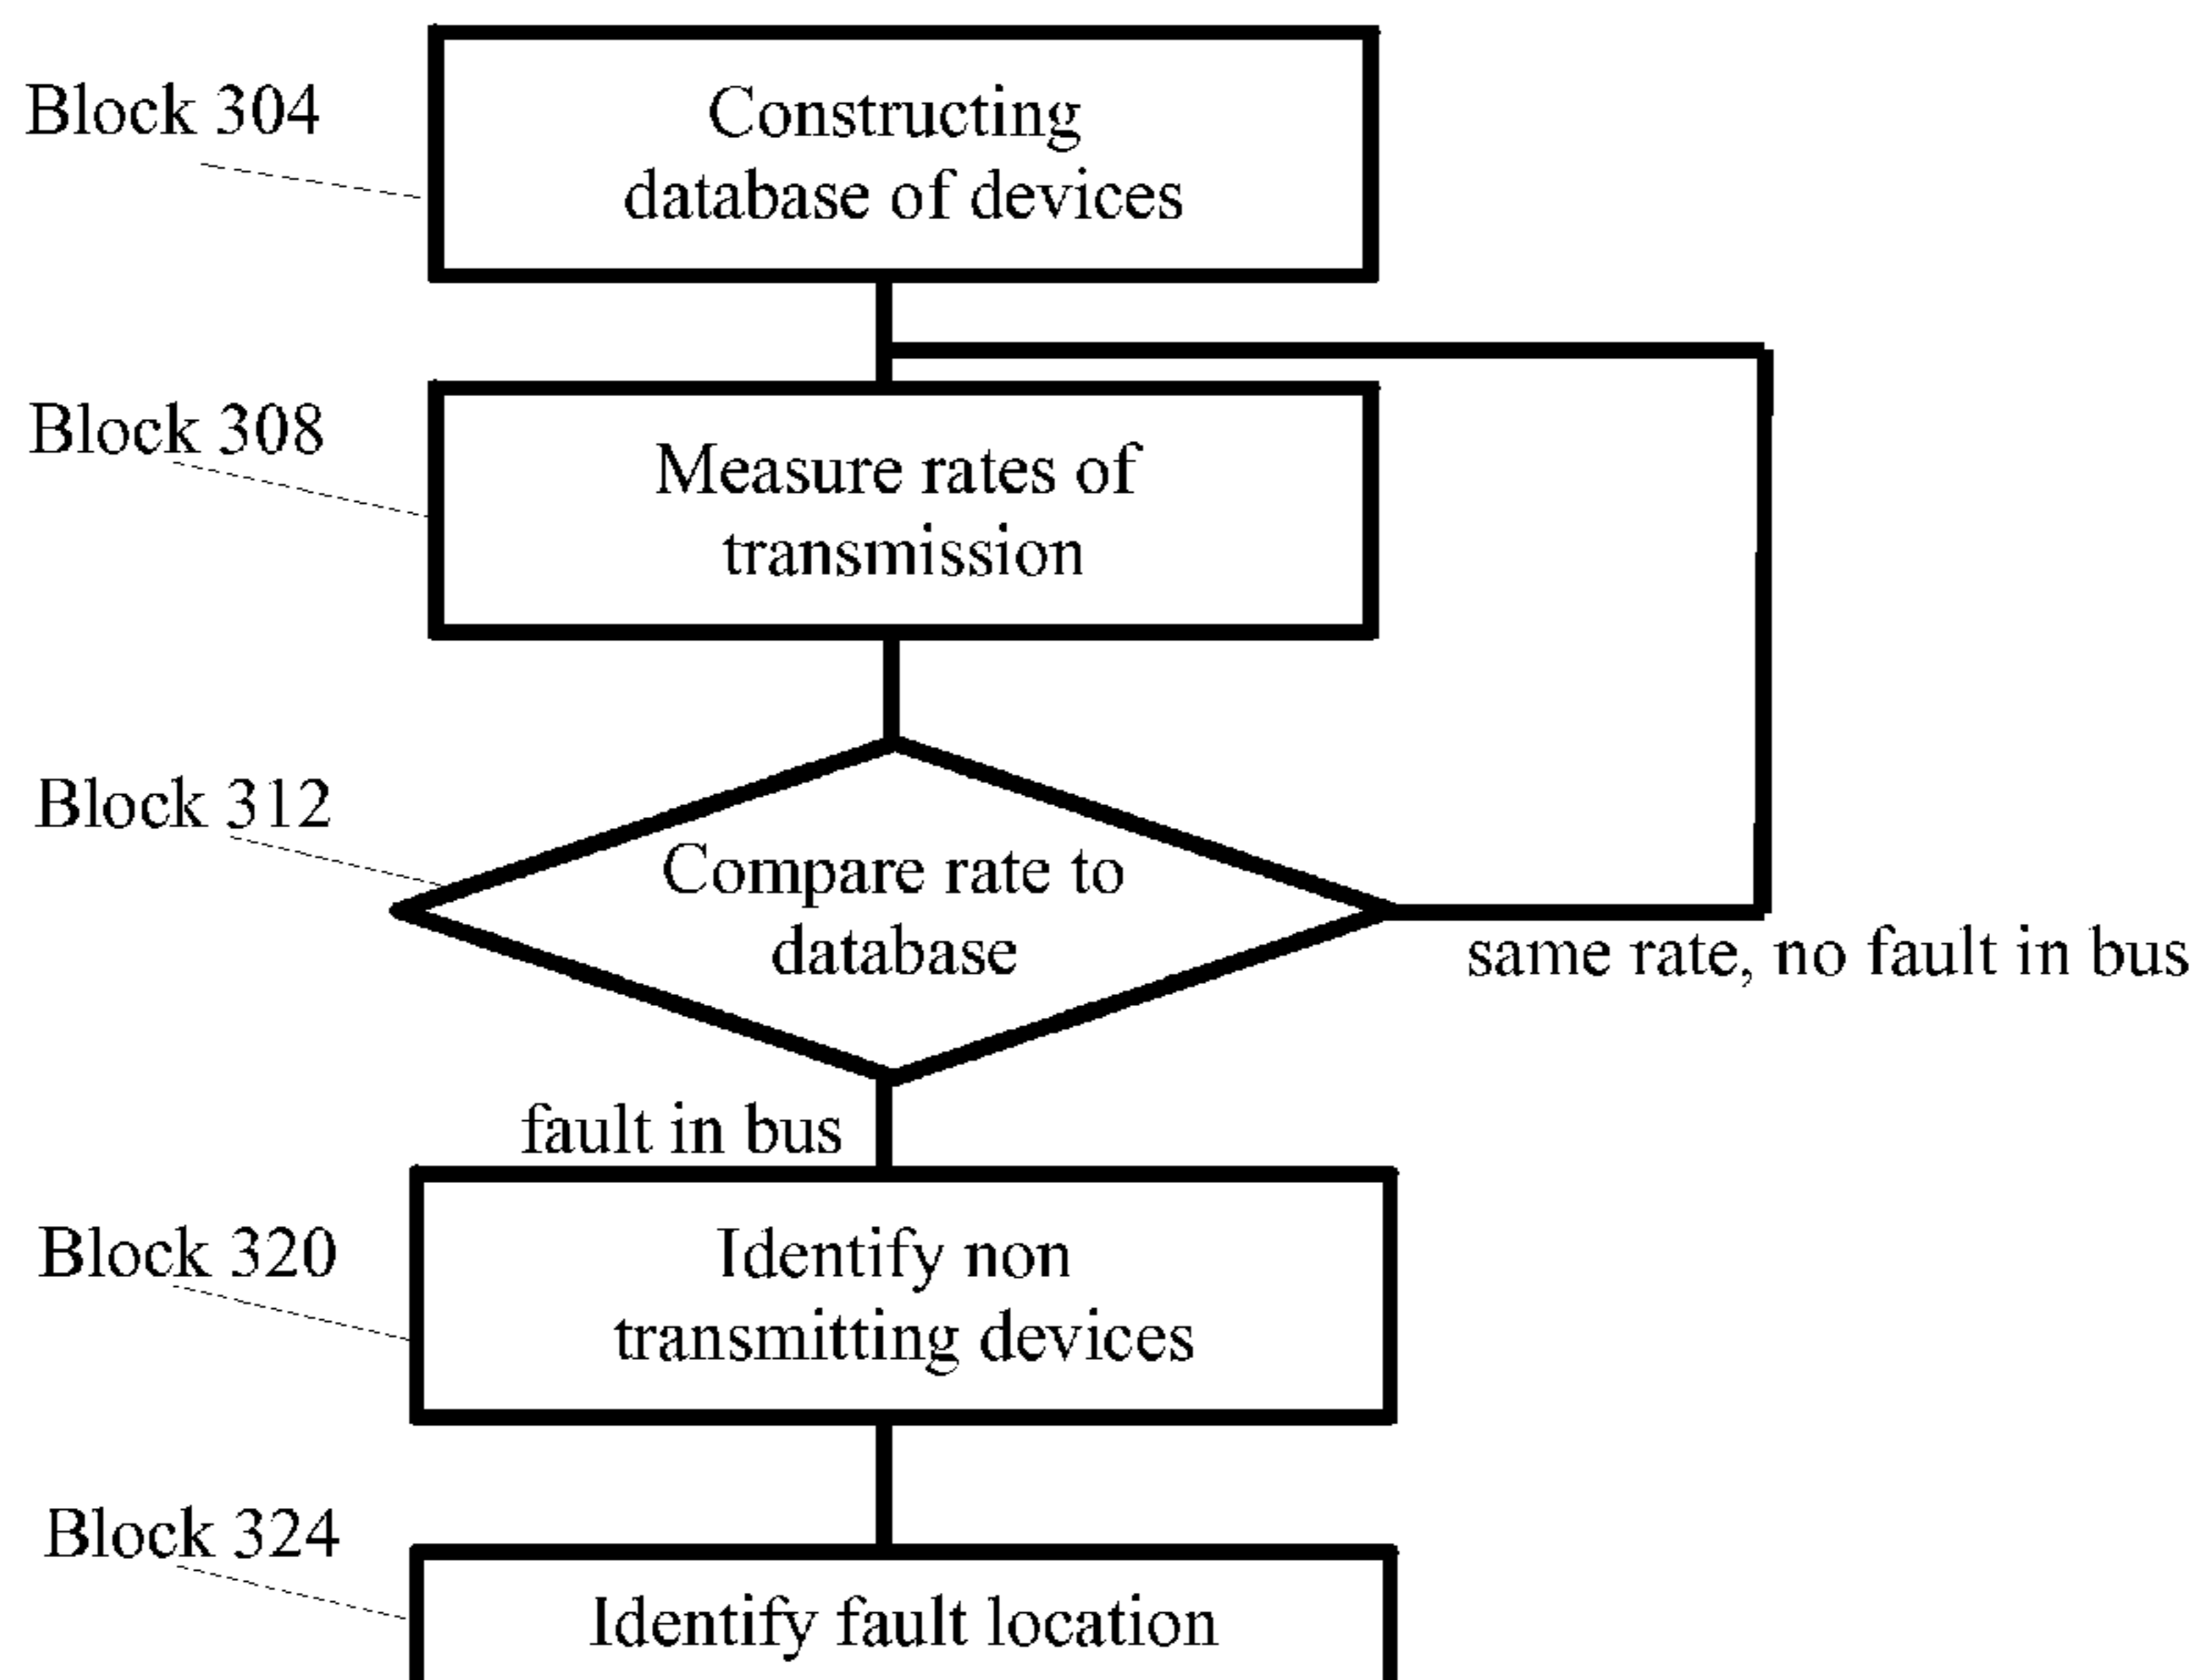 Block 304
Constructing
database of devices
Block 308
Measure rates of
transmission
Block 312
Compare rate to
database
same rate, no fault in bus
fault in bus
Block 320
Identify non
transmitting devices
Block 324
Identify fault location